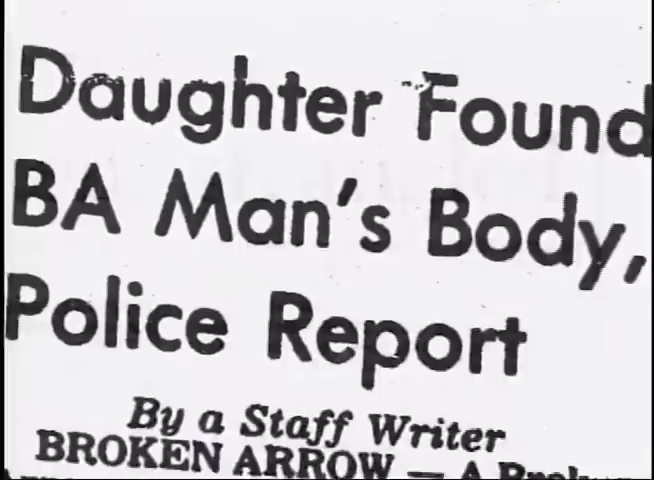 Daughter Found
BA Man's Body,
Police Report
By a Staff Writer
BROKEN ARROW — A